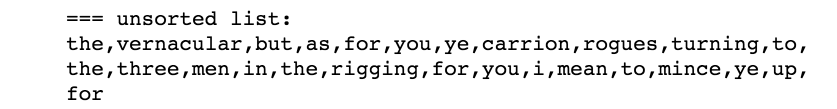 === unsorted list:
the,vernacular,but,as,for,you,ye,carrion,rogues,turning,to,
the,three,men,in,the,rigging,for,you,i,mean,to,mince,ye,up,
for